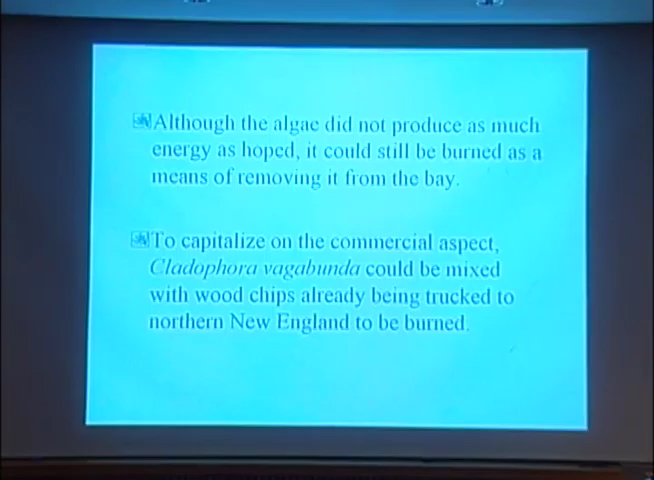 Although the algae did not produce as much
energy as hoped, it could still be burned as a
means of removing it from the bay.
To capitalize on the commercial aspect,
Cladophora vagabunda could be mixed
with wood chips already being trucked to
northern New England to be burned.